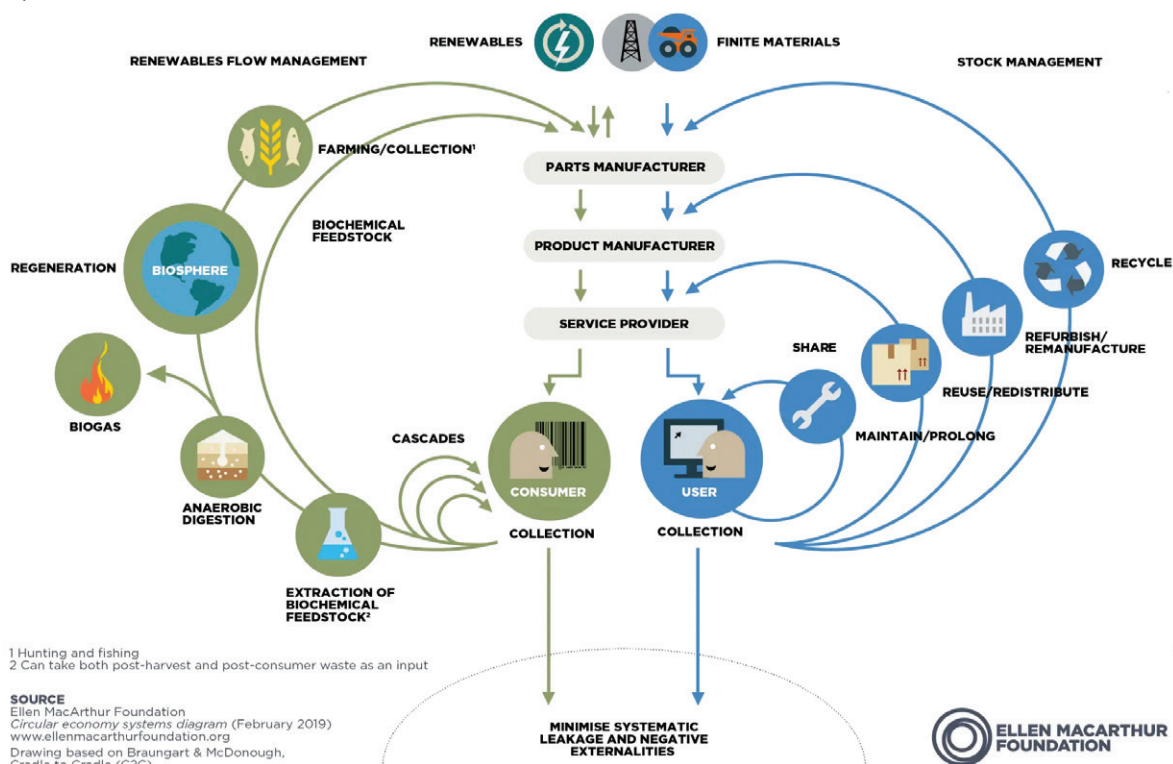 RENEWABLES
FINITE MATERIALS
RENEWABLES FLOW MANAGEMENT
STOCK MANAGEMENT
FARMING/COLLECTION¹
PARTS MANUFACTURER
BIOCHEMICAL
FEEDSTOCK
PRODUCT MANUFACTURER
REGENERATION
BIOSPHERE
RECYCLE
SERVICE PROVIDER
SHARE
REFURBISH/
REMANUFACTURE
REUSE/REDISTRIBUTE
BIOGAS
CASCADES
MAINTAIN/PROLONG
CONSUMER
USER
ANAEROBIC
DIGESTION
COLLECTION
COLLECTION
EXTRACTION OF
BIOCHEMICAL
FEEDSTOCK²
1 Hunting and fishing
2 Can take both post-harvest and post-consumer waste as an input
SOURCE
Ellen MacArthur Foundation
Circular economy systems diagram (February 2019)
www.ellenmacarthurfoundation.org
Drawing based on Braungart & McDonough,
Cradle to Cradle (C2C)
MINIMISE SYSTEMATIC
LEAKAGE AND NEGATIVE
EXTERNALITIES
ELLEN MACARTHUR
FOUNDATION